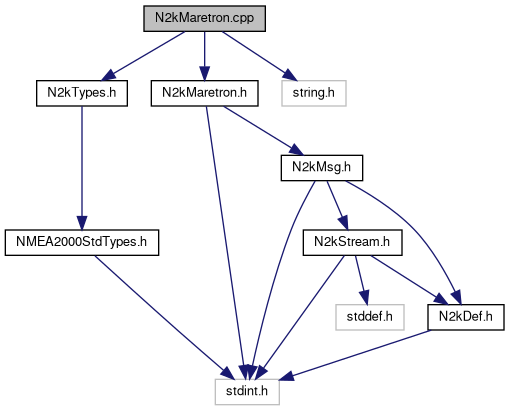 N2kMaretron.cpp
N2kTypes.h
N2kMaretron.h
string.h
N2kMsg.h
NMEA2000StdTypes.h
N2kStream.h
stddef.h
N2kDef.h
stdint.h